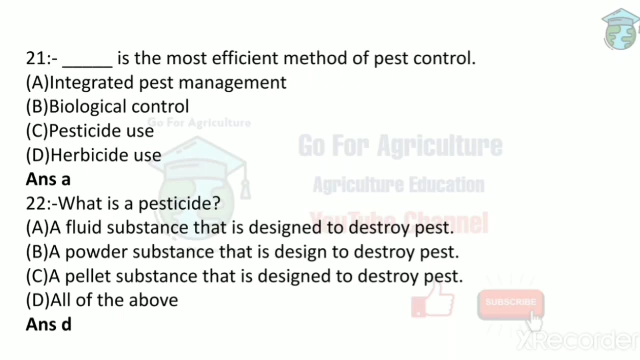 21:- ______ is the most efficient method of pest control.
(A)Integrated pest management
(B)Biological control
Go For Agriculture
(C)Pesticide use
Go For Agriculture
(D)Herbicide use
Ans a
Agriculture Education
22:-What is a pesticide?
YouTube Channel
(A)A fluid substance that is designed to destroy pest.
(B)A powder substance that is design to destroy pest.
(C)A pellet substance that is designed to destroy pest.
(D)All of the above
SUBSCRIBE
Ans d
XRecorder